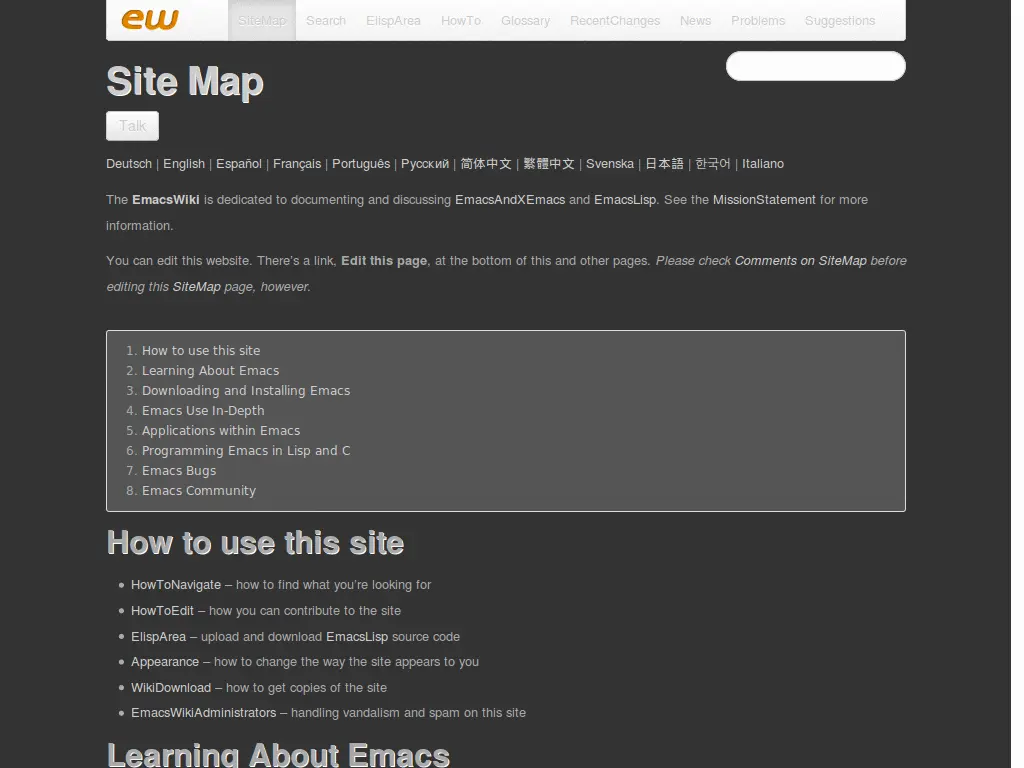 ew SiteMap Search ElispArea HowTo Glossary RecentChanges News Problems Suggestions
Site Map
Talk
Deutsch | English | Español | Français | Português | Русский | 简体中文 | 繁體中文 | Svenska | 日本語 | 한국어 | Italiano
The EmacsWiki is dedicated to documenting and discussing EmacsAndXEmacs and EmacsLisp. See the MissionStatement for more
information.
You can edit this website. There’s a link, Edit this page, at the bottom of this and other pages. Please check Comments on SiteMap before
editing this SiteMap page, however.
1. How to use this site
2. Learning About Emacs
3. Downloading and Installing Emacs
4. Emacs Use In-Depth
5. Applications within Emacs
6. Programming Emacs in Lisp and C
7. Emacs Bugs
8. Emacs Community
How to use this site
• HowToNavigate – how to find what you’re looking for
• HowToEdit – how you can contribute to the site
• ElispArea – upload and download EmacsLisp source code
• Appearance – how to change the way the site appears to you
• WikiDownload – how to get copies of the site
• EmacsWikiAdministrators – handling vandalism and spam on this site
Learning About Emacs